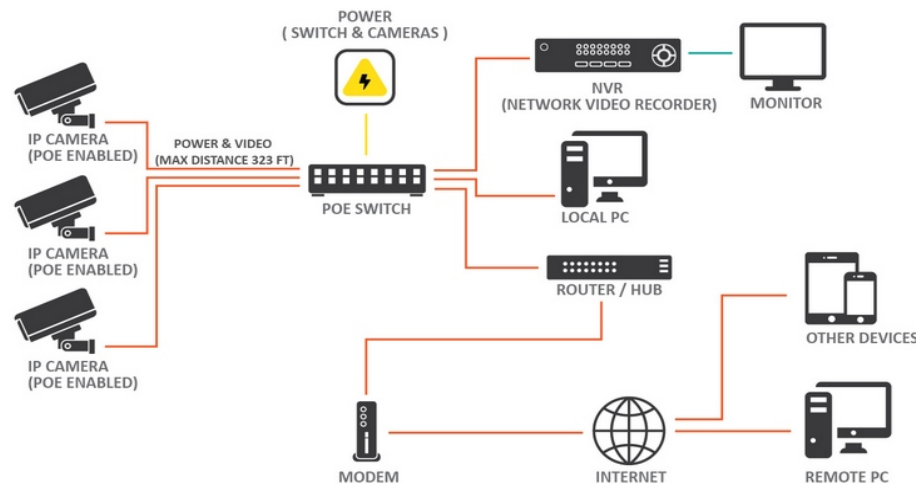 POWER
( SWITCH & CAMERAS )
NVR
(NETWORK VIDEO RECORDER)
MONITOR
IP CAMERA
(POE ENABLED)
POWER & VIDEO
(MAX DISTANCE 323 FT)
POE SWITCH
LOCAL PC
IP CAMERA
(POE ENABLED)
ROUTER / HUB
IP CAMERA
(POE ENABLED)
OTHER DEVICES
MODEM
INTERNET
REMOTE PC